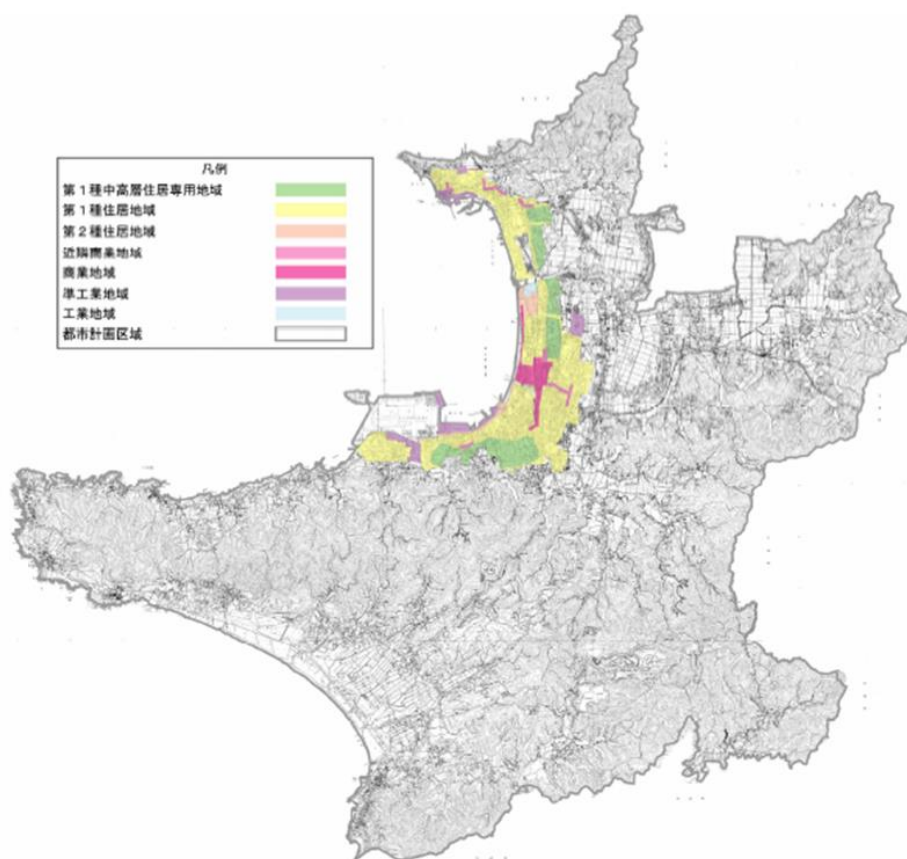 凡例
第1種中高層住居専用地域
第1種住居地域
第2種住居地域
近隣商業地域
商業地域
準工業地域
工業地域
都市計画区域